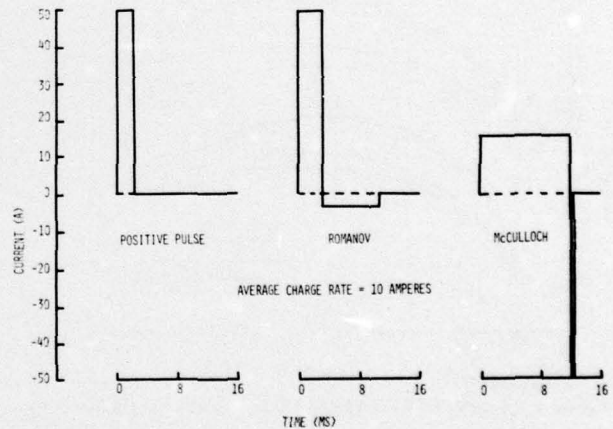 50
40
30
20
10
0
-10
-20
-30
-40
-50
CURRENT (A)
POSITIVE PULSE
ROMANOV
McCULLOCH
AVERAGE CHARGE RATE = 10 AMPERES
0 8 16
0 8 16
0 8 16
TIME (MS)